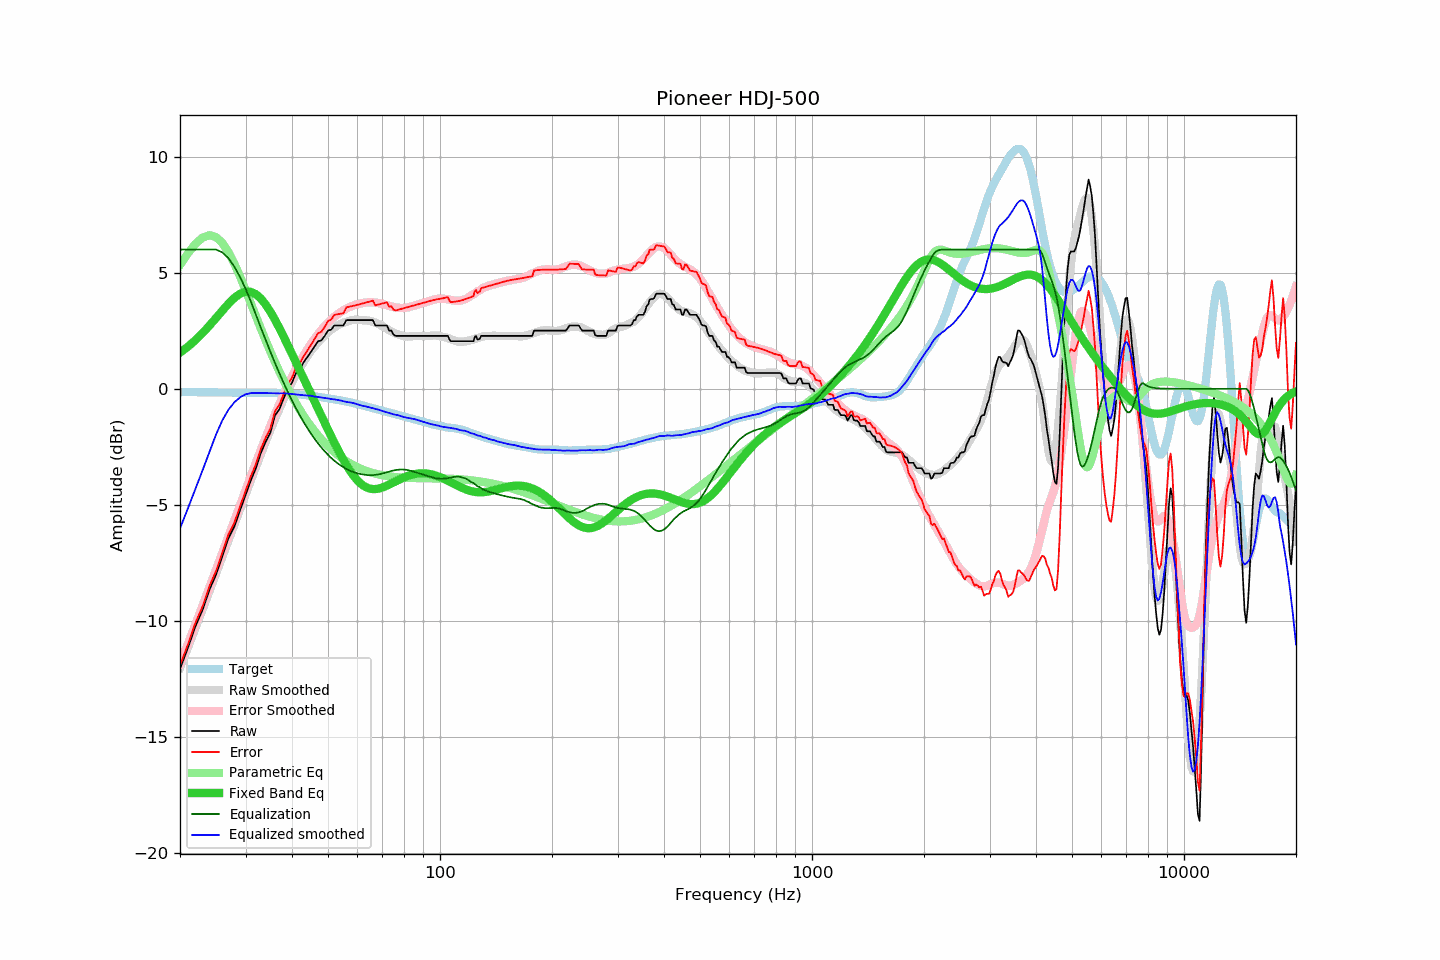 Pioneer HDJ-500
Amplitude (dBr)
10
5
0
−5
−10
−15
−20
Target
Raw Smoothed
Error Smoothed
Raw
Error
Parametric Eq
Fixed Band Eq
Equalization
Equalized smoothed
100
1000
10000
Frequency (Hz)